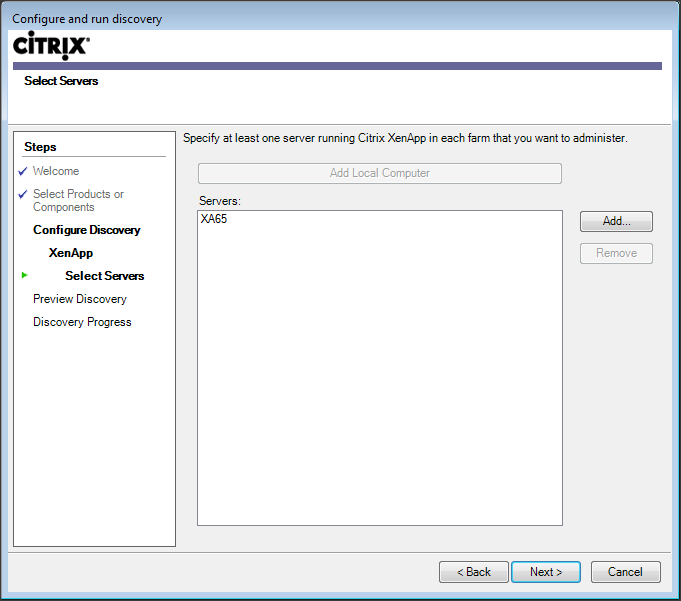 Configure and run discovery
CITRIX®
Select Servers
Steps
Welcome
Select Products or
Components
Configure Discovery
XenApp
Select Servers
Preview Discovery
Discovery Progress
Specify at least one server running Citrix XenApp in each farm that you want to administer.
Add Local Computer
Servers:
XA65
Add...
Remove
< Back
Next >
Cancel